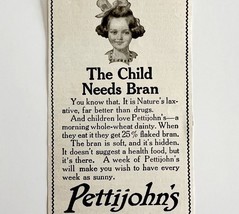 The Child
Needs Bran
You know that. It is Nature's lax-
ative, far better than drugs.
And children love Pettijohn's—a
morning whole-wheat dainty. When
they eat it they get 25% flaked bran.
The bran is soft, and it's hidden.
It doesn't suggest a health food, but
it's there. A week of Pettijohn's
will make you wish to have every
week as sunny.
Pettijohn's